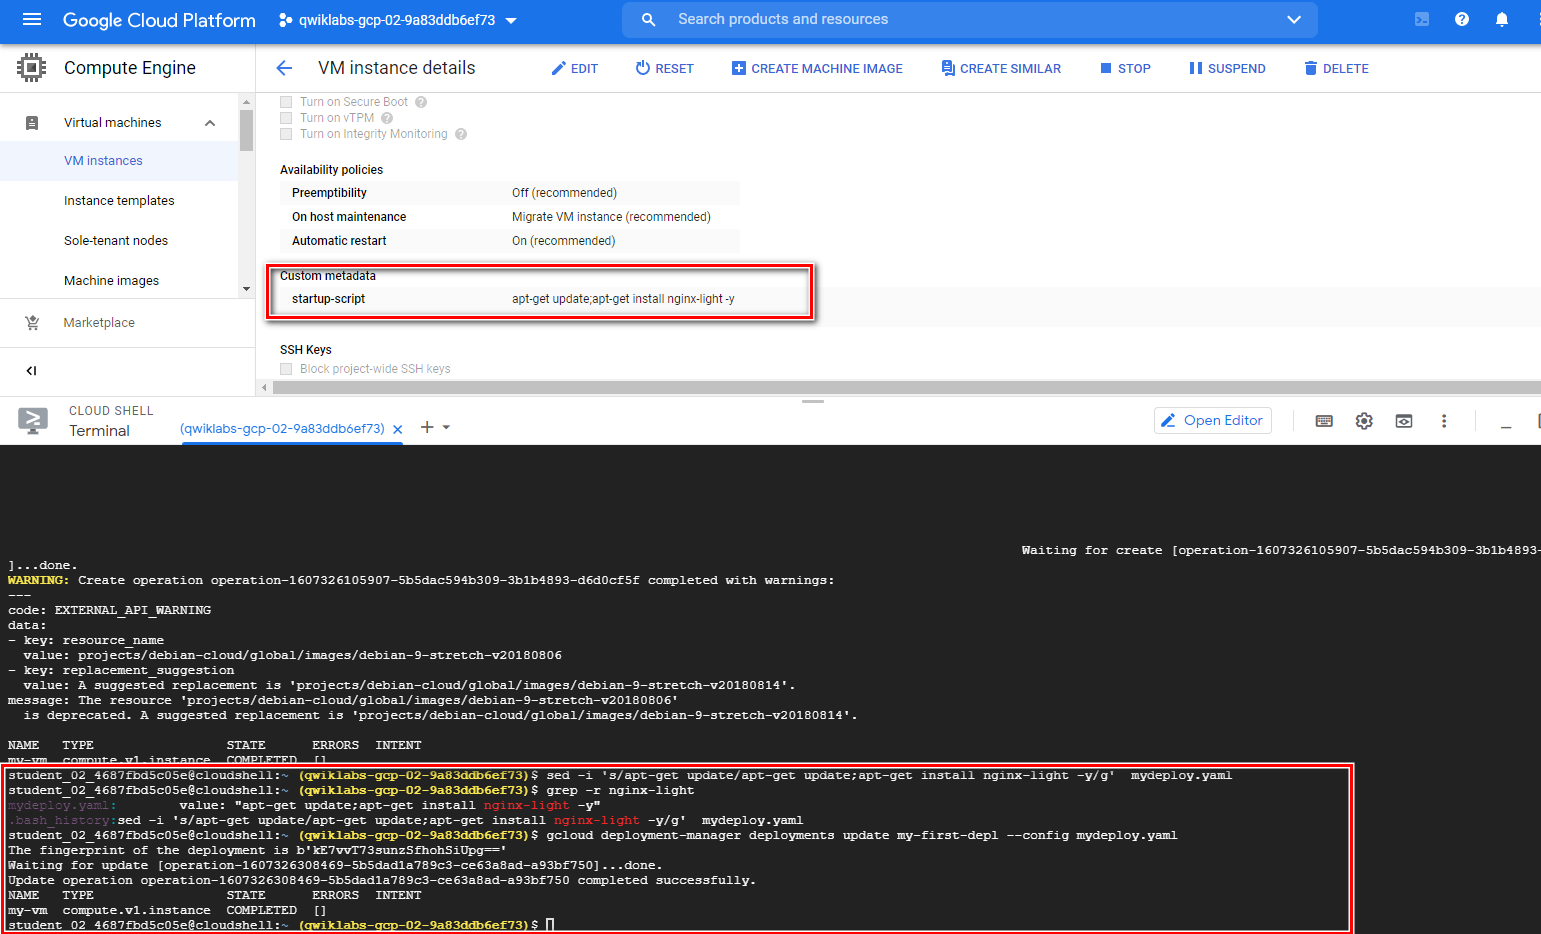 Google Cloud Platform
qwiklabs-gcp-02-9a83ddb6ef73
Search products and resources
Compute Engine
VM instance details
EDIT
RESET
CREATE MACHINE IMAGE
CREATE SIMILAR
STOP
SUSPEND
DELETE
Virtual machines
VM instances
Instance templates
Sole-tenant nodes
Machine images
Marketplace
Turn on Secure Boot
Turn on vTPM
Turn on Integrity Monitoring
Availability policies
Preemptibility Off (recommended)
On host maintenance Migrate VM instance (recommended)
Automatic restart On (recommended)
Custom metadata
startup-script apt-get update;apt-get install nginx-light -y
SSH Keys
Block project-wide SSH keys
CLOUD SHELL
Terminal
(qwiklabs-gcp-02-9a83ddb6ef73)
Open Editor
Waiting for create [operation-1607326105907-5b5dac594b309-3b1b4893-
]...done.
WARNING: Create operation operation-1607326105907-5b5dac594b309-3b1b4893-d6d0cf5f completed with warnings:
---
code: EXTERNAL_API_WARNING
data:
- key: resource_name
value: projects/debian-cloud/global/images/debian-9-stretch-v20180806
- key: replacement_suggestion
value: A suggested replacement is 'projects/debian-cloud/global/images/debian-9-stretch-v20180814'.
message: The resource 'projects/debian-cloud/global/images/debian-9-stretch-v20180806'
is deprecated. A suggested replacement is 'projects/debian-cloud/global/images/debian-9-stretch-v20180814'.
NAME TYPE STATE ERRORS INTENT
my-vm compute.v1.instance COMPLETED []
student_02_4687fbd5c05e@cloudshell:~ (qwiklabs-gcp-02-9a83ddb6ef73)$ sed -i 's/apt-get update/apt-get update;apt-get install nginx-light -y/g' mydeploy.yaml
student_02_4687fbd5c05e@cloudshell:~ (qwiklabs-gcp-02-9a83ddb6ef73)$ grep -r nginx-light
mydeploy.yaml: value: "apt-get update;apt-get install nginx-light -y"
.bash_history:sed -i 's/apt-get update/apt-get update;apt-get install nginx-light -y/g' mydeploy.yaml
student_02_4687fbd5c05e@cloudshell:~ (qwiklabs-gcp-02-9a83ddb6ef73)$ gcloud deployment-manager deployments update my-first-depl --config mydeploy.yaml
The fingerprint of the deployment is b'kE7vvT73sunzSfhohSiUpg=='
Waiting for update [operation-1607326308469-5b5dad1a789c3-ce63a8ad-a93bf750]...done.
Update operation operation-1607326308469-5b5dad1a789c3-ce63a8ad-a93bf750 completed successfully.
NAME TYPE STATE ERRORS INTENT
my-vm compute.v1.instance COMPLETED []
student_02_4687fbd5c05e@cloudshell:~ (qwiklabs-gcp-02-9a83ddb6ef73)$